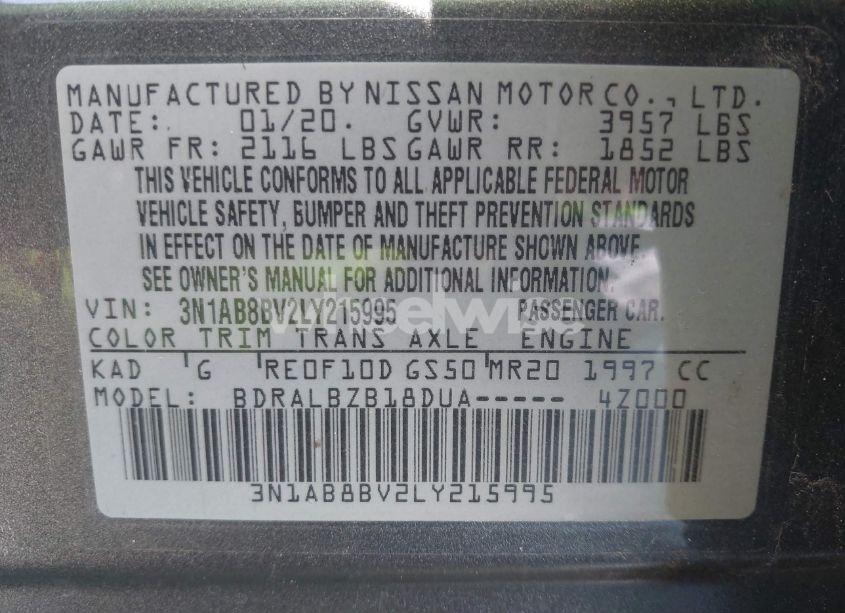 MANUFACTURED BY NISSAN MOTOR CO., LTD.
DATE: 01/20. GVWR: 3957 LBS
GAWR FR: 2116 LBS GAWR RR: 1852 LBS
THIS VEHICLE CONFORMS TO ALL APPLICABLE FEDERAL MOTOR
VEHICLE SAFETY, BUMPER AND THEFT PREVENTION STANDARDS
IN EFFECT ON THE DATE OF MANUFACTURE SHOWN ABOVE.
SEE OWNER'S MANUAL FOR ADDITIONAL INFORMATION.
VIN: 3N1AB8BV2LY215995 PASSENGER CAR.
COLOR TRIM TRANS AXLE ENGINE
KAD G RE0F10D GS50 MR20 1997 CC
MODEL: BDRALBZB18DUA----- 4Z000
3N1AB8BV2LY215995